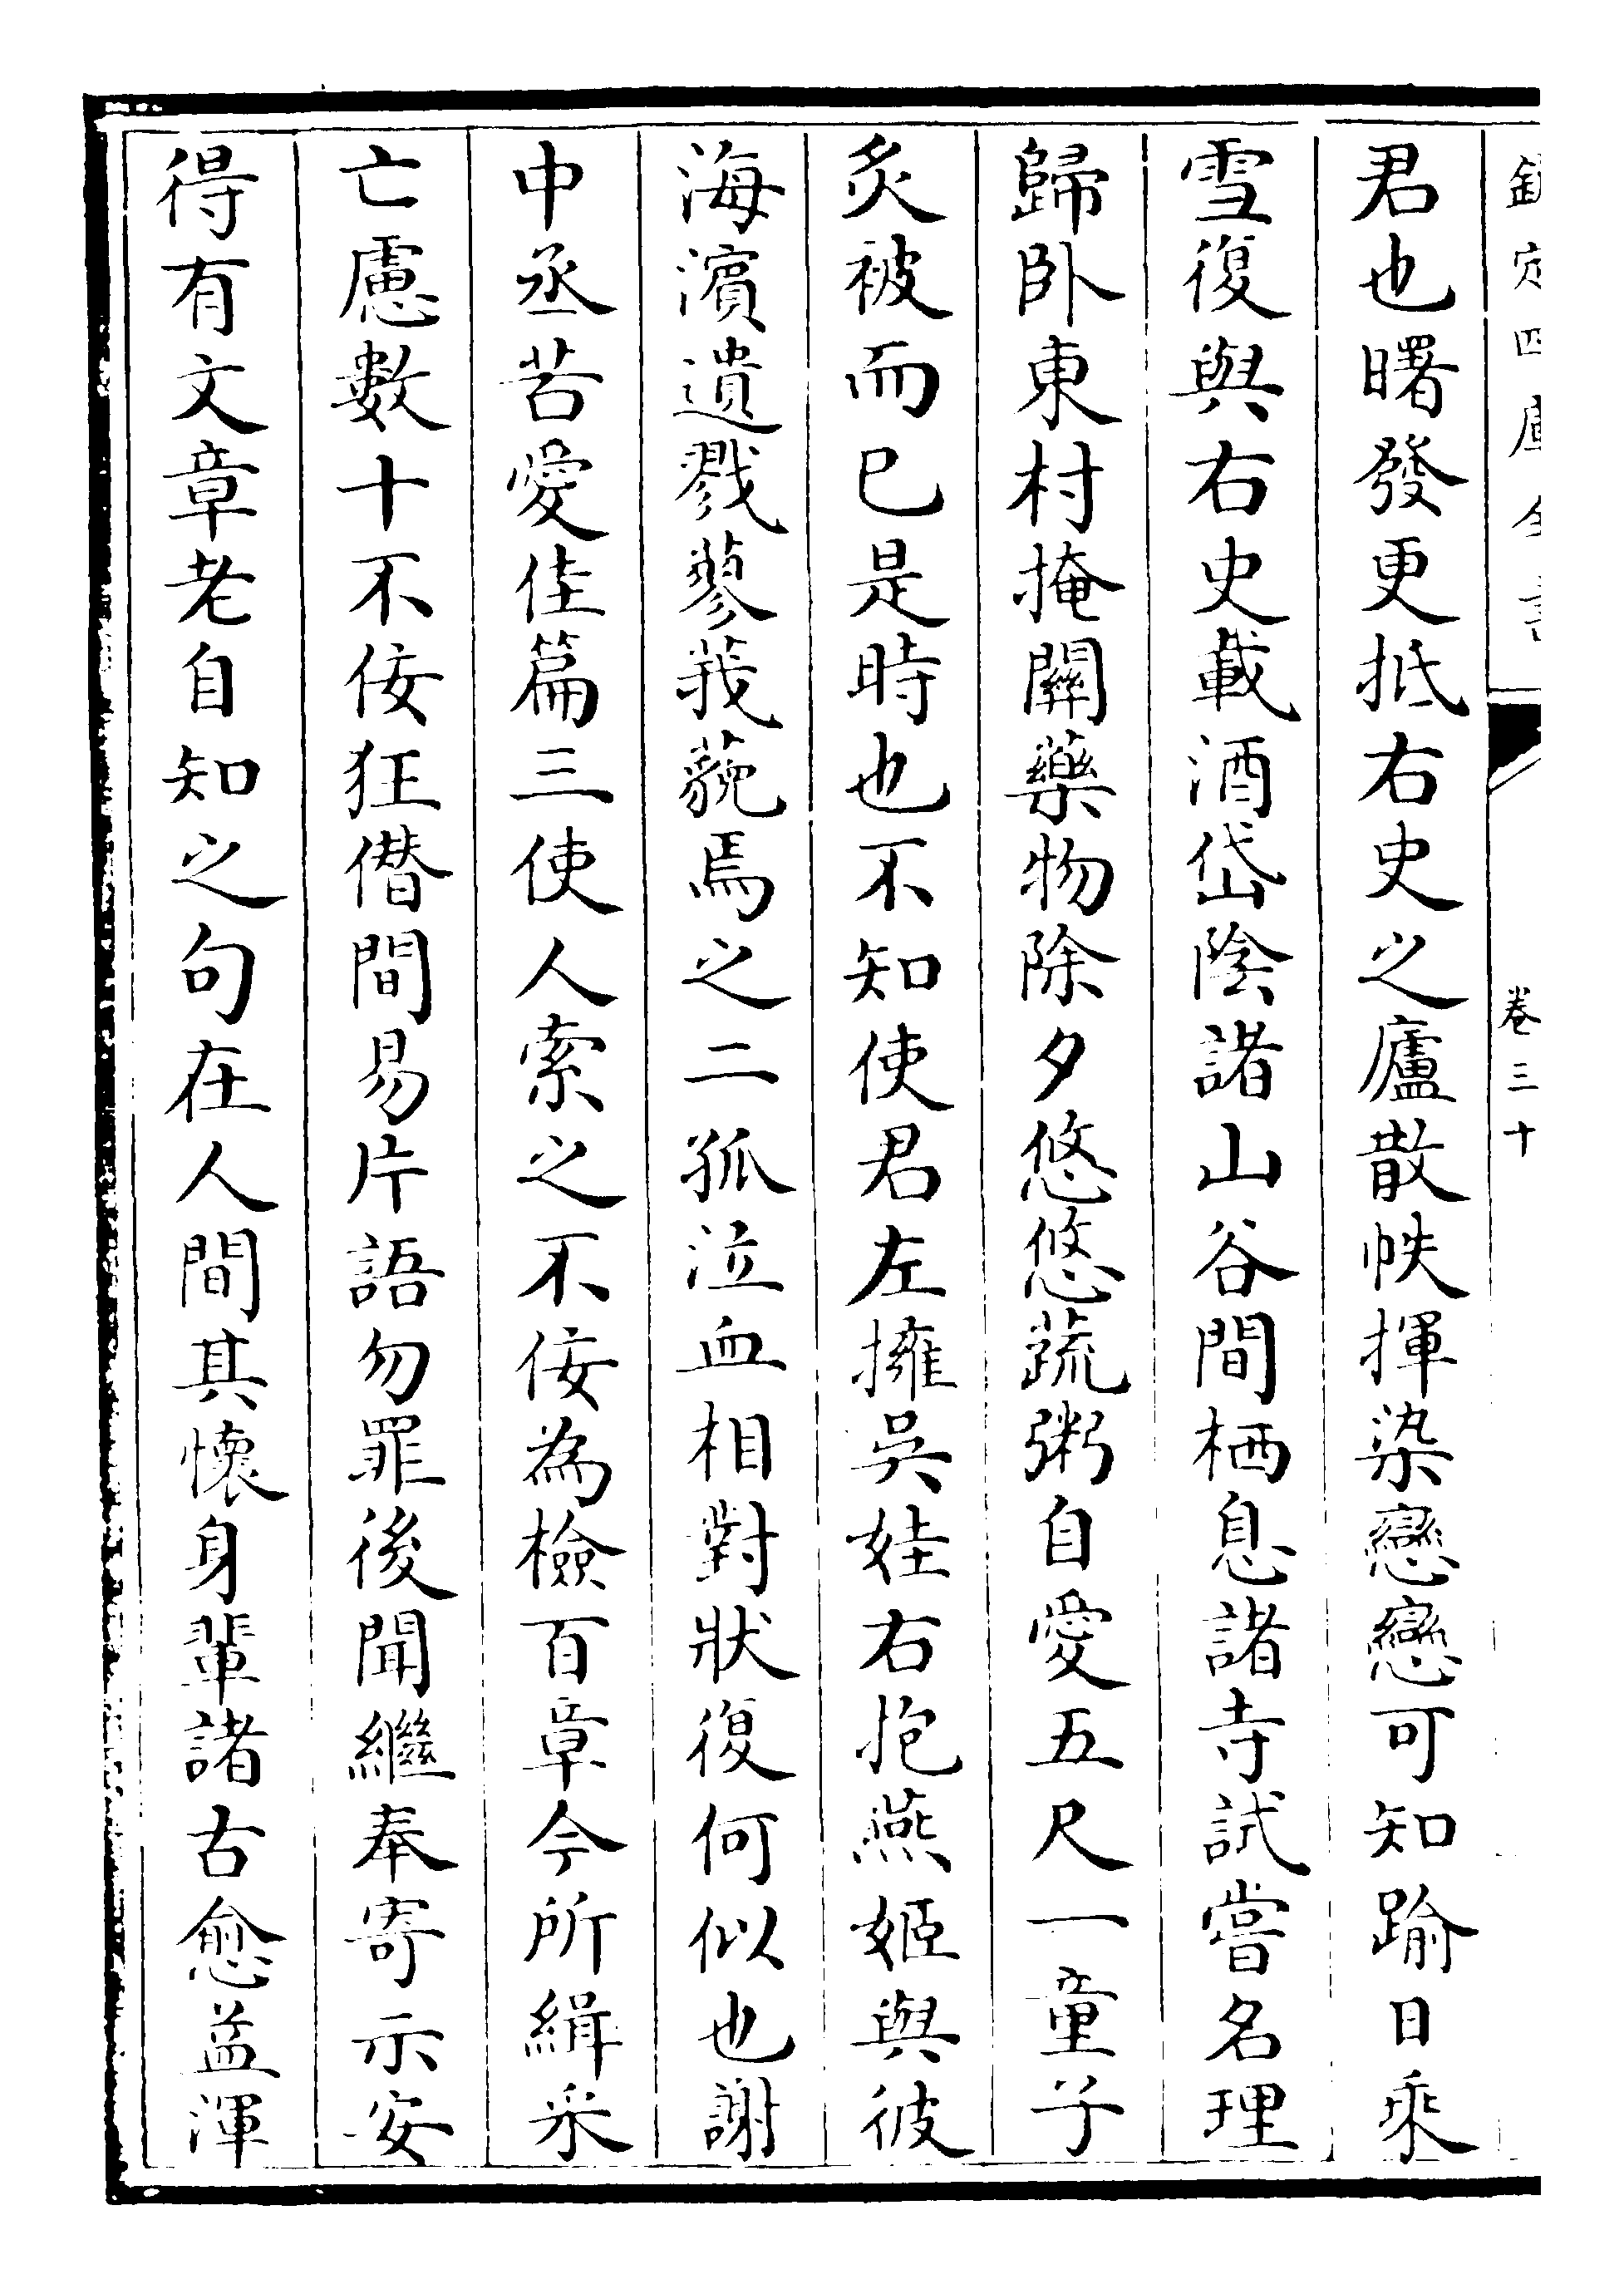 欽定四庫全書 卷三十
君也曙發更抵右史之廬散帙揮染戀戀可知踰日乘
雪復與右史載酒岱陰諸山谷間栖息諸寺試嘗名理
歸卧東村掩關藥物除夕悠悠蔬粥自愛五尺一童子
炙被而已是時也不知使君左擁吳娃右抱燕姬與彼
海濵遺戮蓼莪藐焉之二孤泣血相對狀復何似也謝
中丞苦愛佳篇三使人索之不佞為檢百章今所緝采
亡慮數十不佞狂僣間易片語勿罪後聞繼奉寄示安
得有文章老自知之句在人間其懷身輩諸古愈益渾